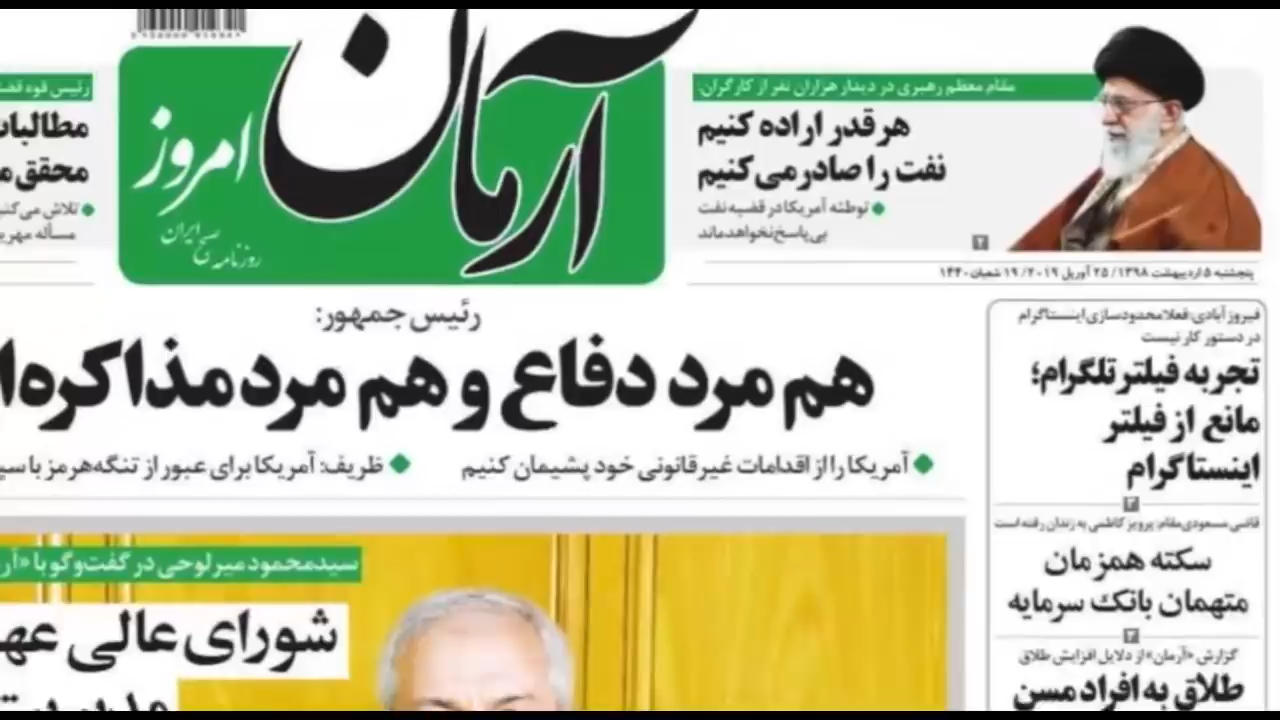 مقام معظم رهبری در دیدار هزاران نفر از کارگران:
هر قدر اراده کنیم
نفت را صادر می کنیم
توطئه آمریکا در قضیه نفت
بی پاسخ نخواهد ماند
۲
پنجشنبه ۵ اردیبهشت ۱۳۹۸/ ۲۵ آوریل ۲۰۱۹/ ۱۹ شعبان ۱۴۴۰
آرمان
امروز
روزنامه صبح ایران
رئیس قوه
مطالبات
محقق
تلاش می کنیم
مسأله
رئیس جمهور:
هم مرد دفاع و هم مرد مذاکره‌ا
آمریکا را از اقدامات غیرقانونی خود پشیمان کنیم
ظریف: آمریکا برای عبور از تنگه هرمز با
فیروزآبادی: فعلا محدودسازی اینستاگرام
در دستور کار نیست
تجربه فیلتر تلگرام؛
مانع از فیلتر
اینستاگرام
۲
قاضی مسعودی مقام: پرویز کاظمی به زندان رفته است
سکته همزمان
متهمان بانک سرمایه
۲
گزارش «آرمان» از دلایل افزایش طلاق
طلاق به افراد مسن
سیدمحمود میرلوحی در گفت‌وگو با «آر
شورای عالی